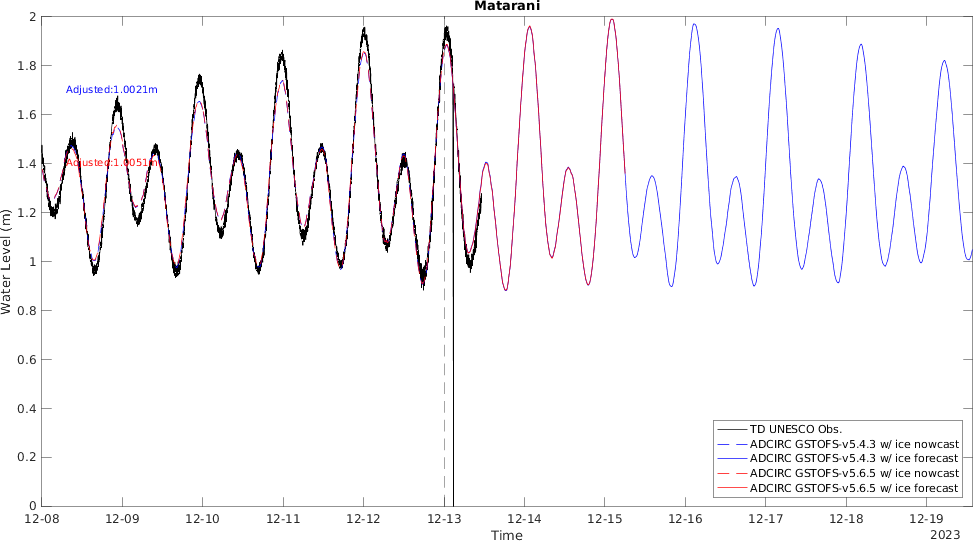 Matarani
2
1.8
1.6
1.4
1.2
1
0.8
0.6
0.4
0.2
0
Water Level (m)
Adjusted:1.0021m
Adjusted:1.0051m
TD UNESCO Obs.
ADCIRC GSTOFS-v5.4.3 w/ ice nowcast
ADCIRC GSTOFS-v5.4.3 w/ ice forecast
ADCIRC GSTOFS-v5.6.5 w/ ice nowcast
ADCIRC GSTOFS-v5.6.5 w/ ice forecast
12-08 12-09 12-10 12-11 12-12 12-13 12-14 12-15 12-16 12-17 12-18 12-19
Time
2023